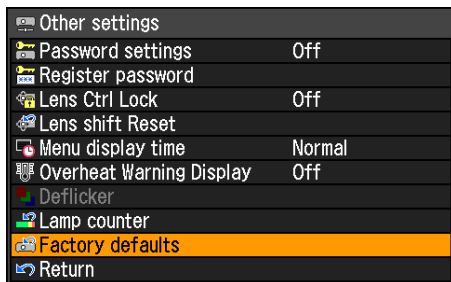 Other settings
Password settings Off
Register password
Lens Ctrl Lock Off
Lens shift Reset
Menu display time Normal
Overheat Warning Display Off
Deflicker
Lamp counter
Factory defaults
Return